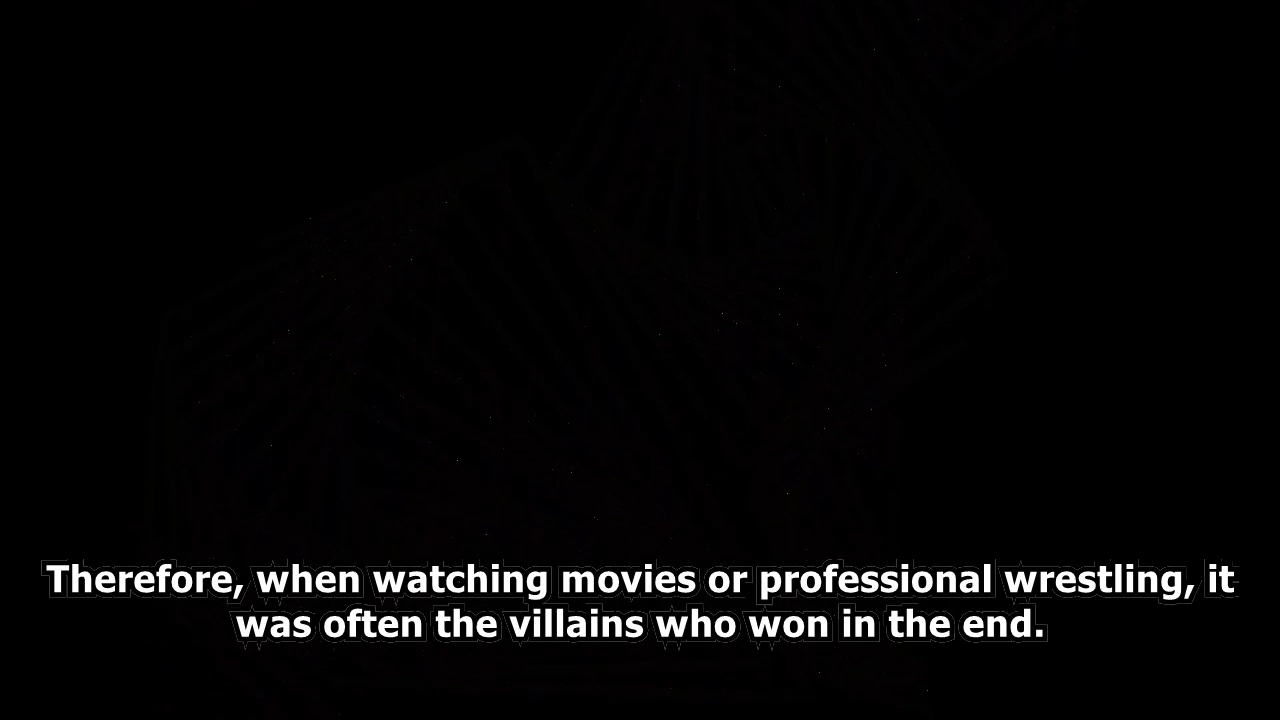 Therefore, when watching movies or professional wrestling, it
was often the villains who won in the end.